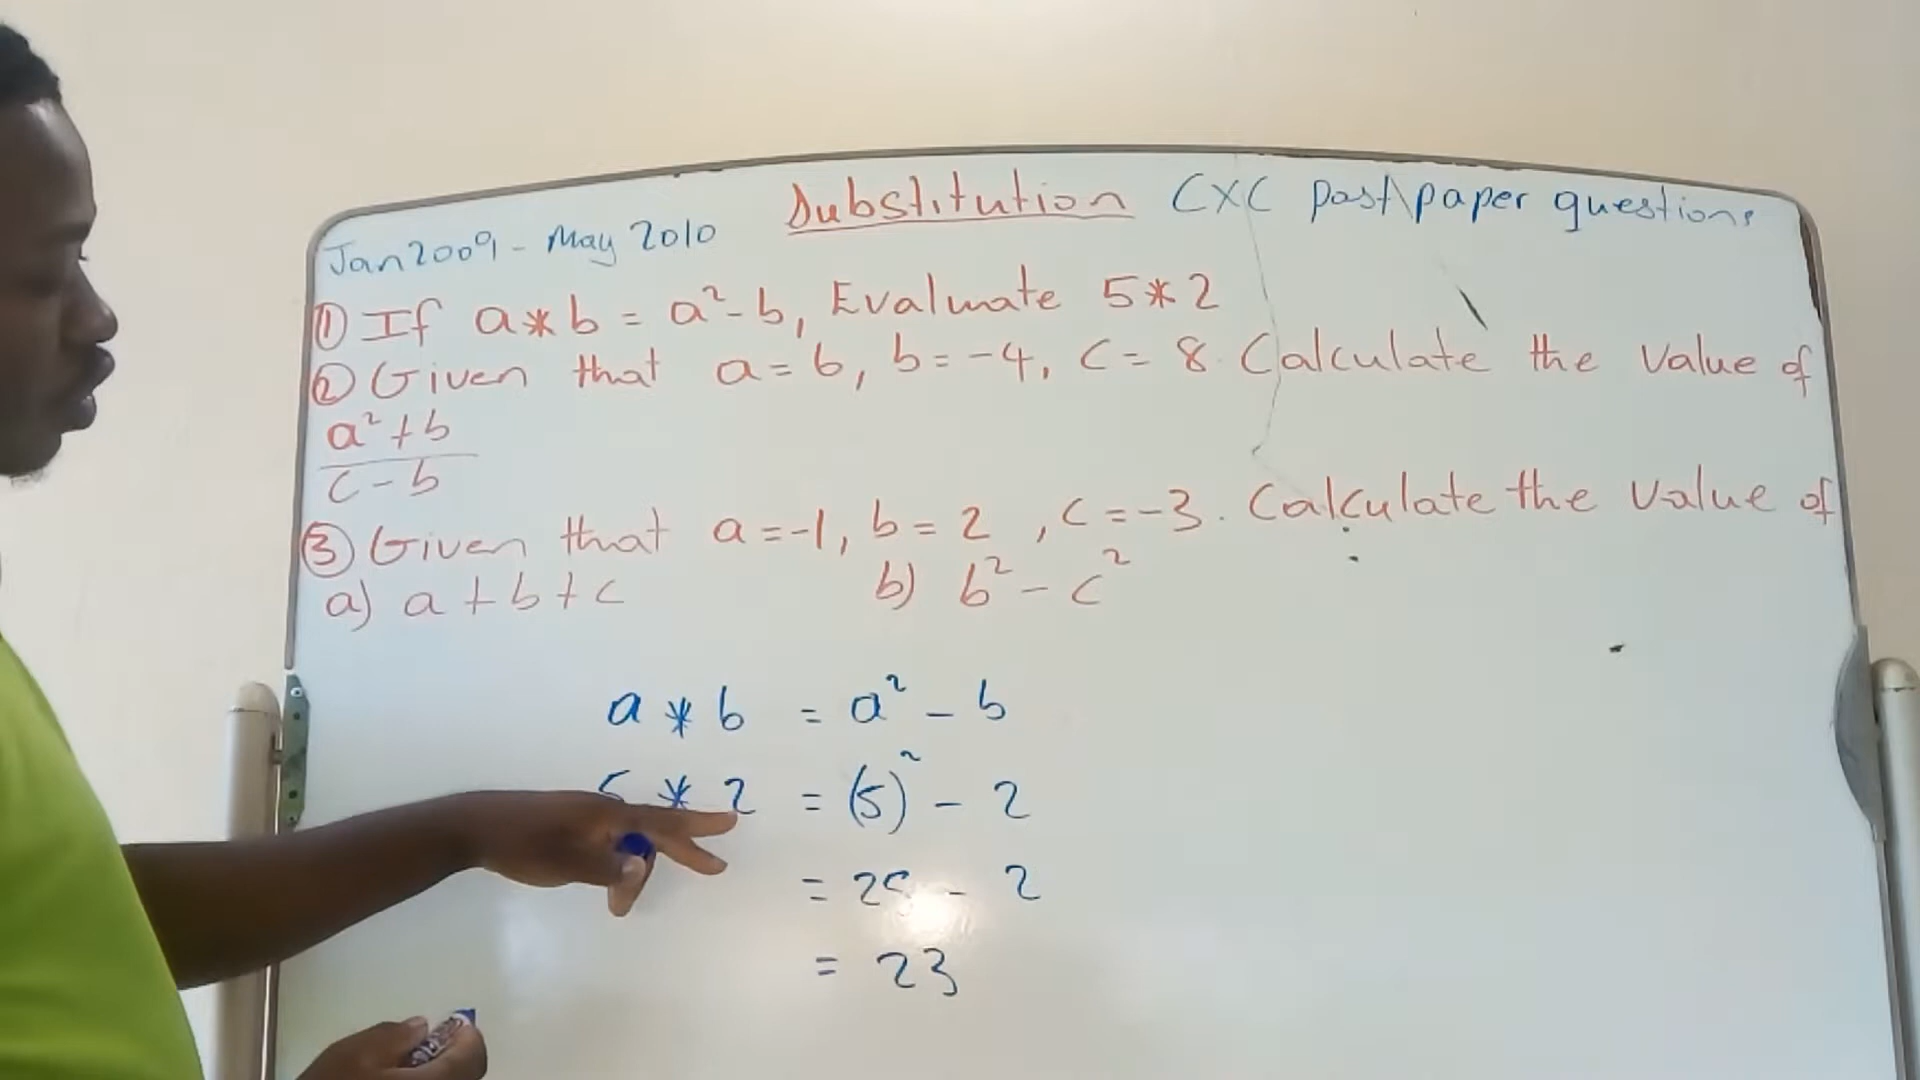 Substitution CXC past paper questions
Jan 2009 - May 2010
① If a * b = a² - b, Evaluate 5 * 2
② Given that a = 6, b = -4, c = 8. Calculate the value of
a² + b
c - b
③ Given that a = -1, b = 2, c = -3. Calculate the value of
a) a + b + c b) b² - c²
a * b = a² - b
5 * 2 = (5)² - 2
= 25 - 2
= 23